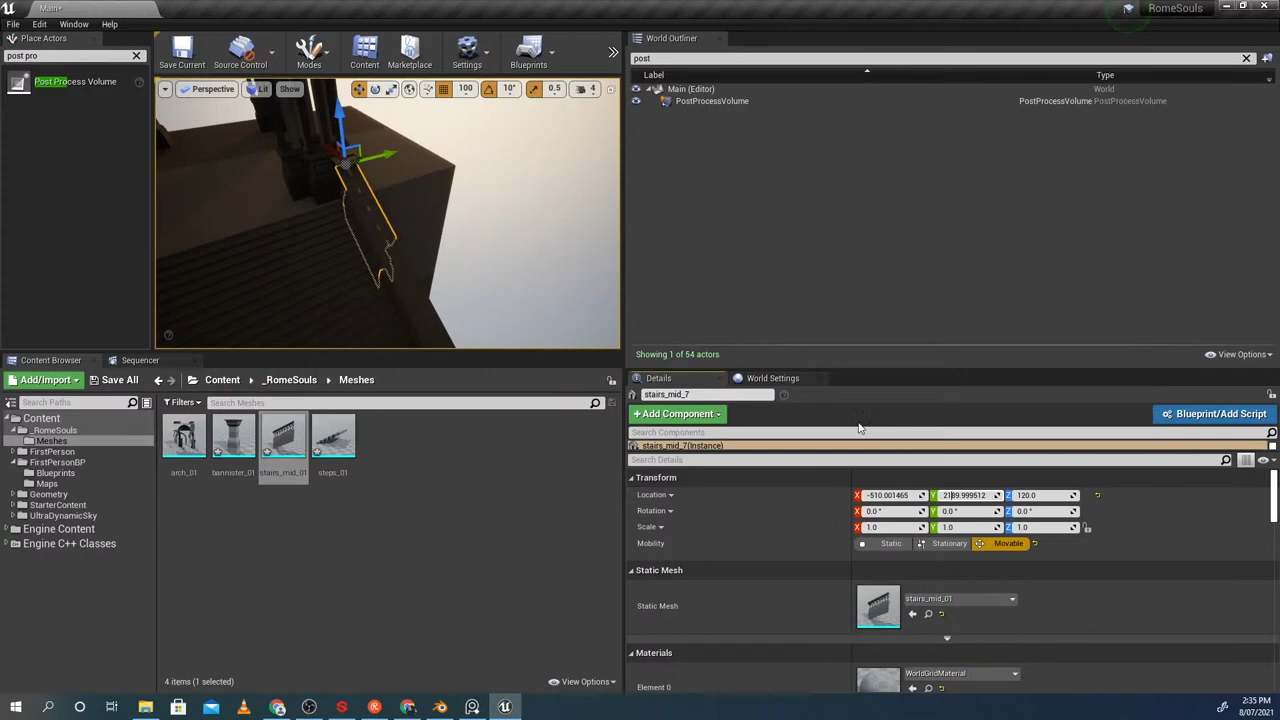 Main+
RomeSouls
File Edit Window Help
Place Actors
post pro
Post Process Volume
Save Current
Source Control
Modes
Content
Marketplace
Settings
Blueprints
Perspective
Lit
Show
100
10°
0.5
4
World Outliner
post
Label
Type
Main (Editor)
World
PostProcessVolume
PostProcessVolume PostProcessVolume
Showing 1 of 54 actors
View Options
Content Browser
Sequencer
Add/Import
Save All
Content
_RomeSouls
Meshes
Search Paths
Filters
Search Meshes
Content
_RomeSouls
Meshes
FirstPerson
FirstPersonBP
Blueprints
Maps
Geometry
StarterContent
UltraDynamicSky
Engine Content
Engine C++ Classes
arch_01
bannister_01
stairs_mid_01
steps_01
4 items (1 selected)
View Options
Details
World Settings
stairs_mid_7
+Add Component
Blueprint/Add Script
Search Components
stairs_mid_7(Instance)
Search Details
Transform
Location
X -510.001465
Y 2189.999512
Z 120.0
Rotation
X 0.0 °
Y 0.0 °
Z 0.0 °
Scale
X 1.0
Y 1.0
Z 1.0
Mobility
Static
Stationary
Movable
Static Mesh
Static Mesh
stairs_mid_01
Materials
Element 0
WorldGridMaterial
2:35 PM
8/07/2021